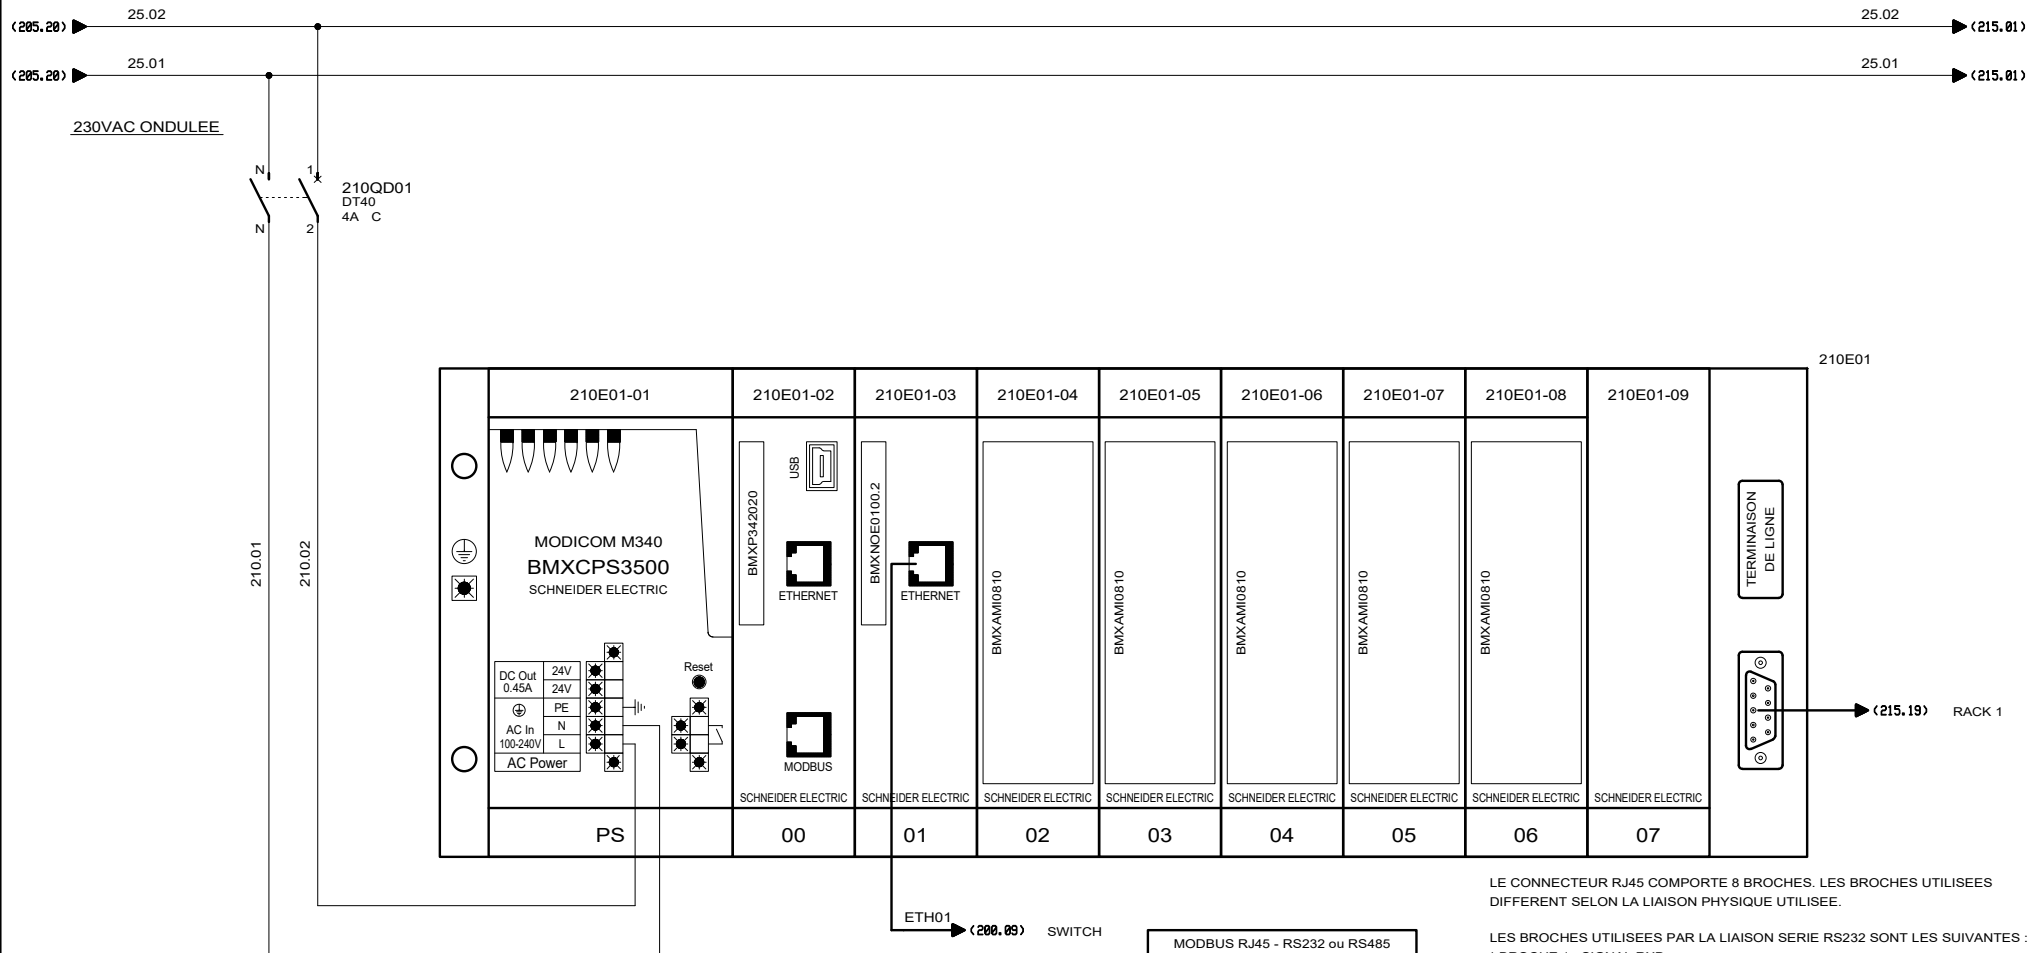 25.02
25.02
(205.20)
(215.01)
25.01
25.01
(205.20)
(215.01)
230VAC ONDULEE
N
1
210QD01
DT40
4A C
N
2
210.01
210.02
210E01
210E01-01
210E01-02
210E01-03
210E01-04
210E01-05
210E01-06
210E01-07
210E01-08
210E01-09
MODICOM M340
BMXCPS3500
SCHNEIDER ELECTRIC
DC Out
0.45A
24V
24V
PE
AC In
100-240V
N
L
AC Power
Reset
BMXP342020
USB
ETHERNET
MODBUS
SCHNEIDER ELECTRIC
BMXNOE0100.2
ETHERNET
SCHNEIDER ELECTRIC
BMXAMI0810
SCHNEIDER ELECTRIC
BMXAMI0810
SCHNEIDER ELECTRIC
BMXAMI0810
SCHNEIDER ELECTRIC
BMXAMI0810
SCHNEIDER ELECTRIC
BMXAMI0810
SCHNEIDER ELECTRIC
SCHNEIDER ELECTRIC
TERMINAISON
DE LIGNE
(215.19)
RACK 1
PS
00
01
02
03
04
05
06
07
ETH01
(200.09)
SWITCH
MODBUS RJ45 - RS232 ou RS485
LE CONNECTEUR RJ45 COMPORTE 8 BROCHES. LES BROCHES UTILISEES
DIFFERENT SELON LA LIAISON PHYSIQUE UTILISEE.
LES BROCHES UTILISEES PAR LA LIAISON SERIE RS232 SONT LES SUIVANTES :